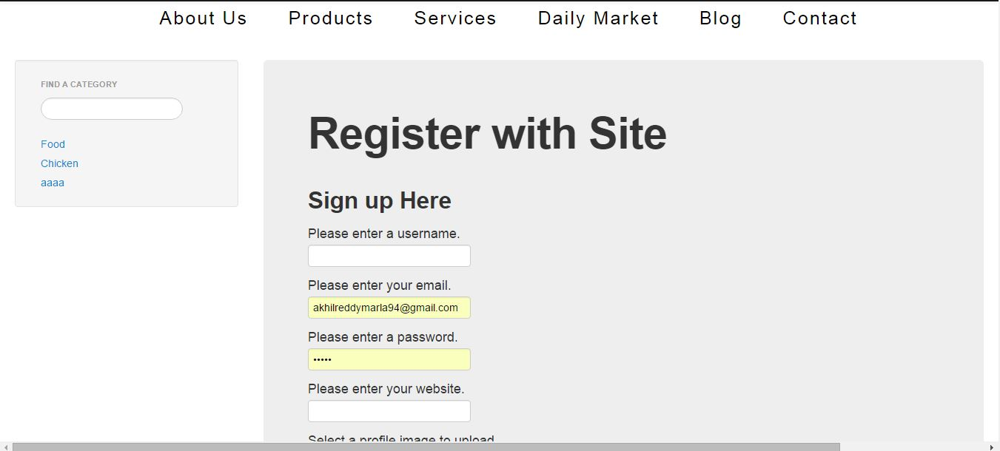 About Us Products Services Daily Market Blog Contact
FIND A CATEGORY
Food
Chicken
aaaa
Register with Site
Sign up Here
Please enter a username.
Please enter your email.
akhilreddymarla94@gmail.com
Please enter a password.
•••••
Please enter your website.
Select a profile image to upload